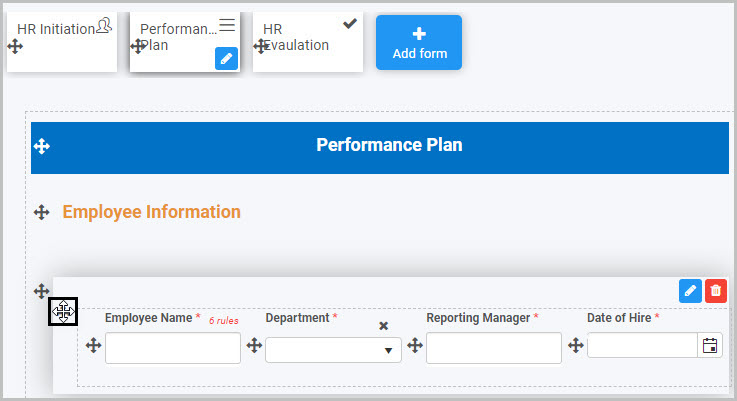 HR Initiation
Performan...
Plan
HR
Evaulation
Add form
Performance Plan
Employee Information
Employee Name * 6 rules
Department *
Reporting Manager *
Date of Hire *